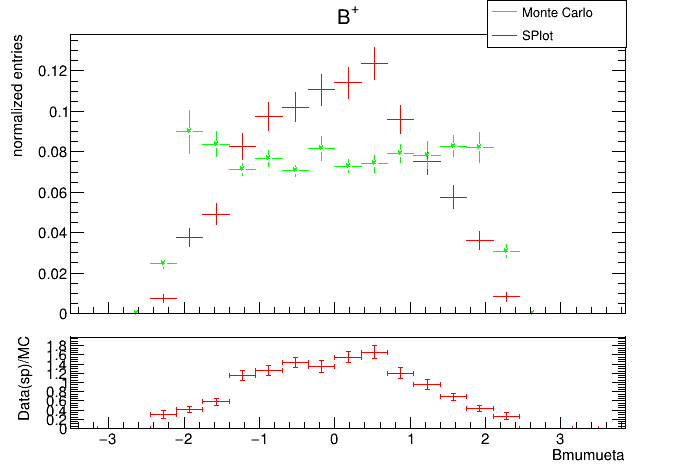 B+
Monte Carlo
SPlot
normalized entries
0.12
0.1
0.08
0.06
0.04
0.02
0
Data(sp)/MC
1.8
1.6
1.4
1.2
1
0.8
0.6
0.4
0.2
0
−3 −2 −1 0 1 2 3
Bmumueta